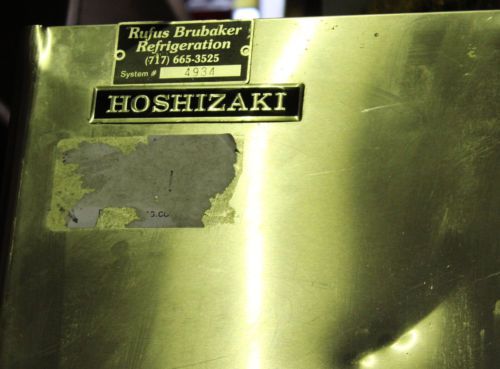 Rufus Brubaker
Refrigeration
(717) 665-3525
System # 4934
HOSHIZAKI